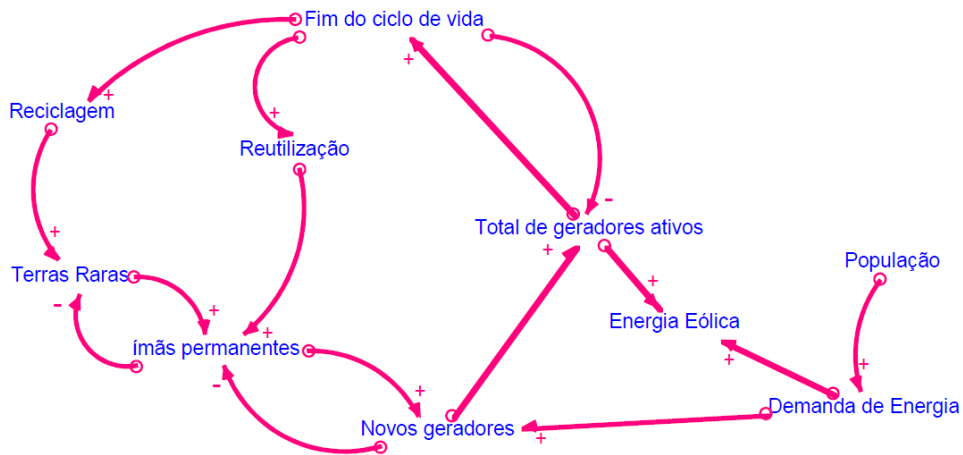 Fim do ciclo de vida
+
Reciclagem
+
+
Reutilização
-
Total de geradores ativos
+
+
Terras Raras
População
+
-
+
Energia Eólica
+
ímãs permanentes
+
+
-
+
Demanda de Energia
Novos geradores
+